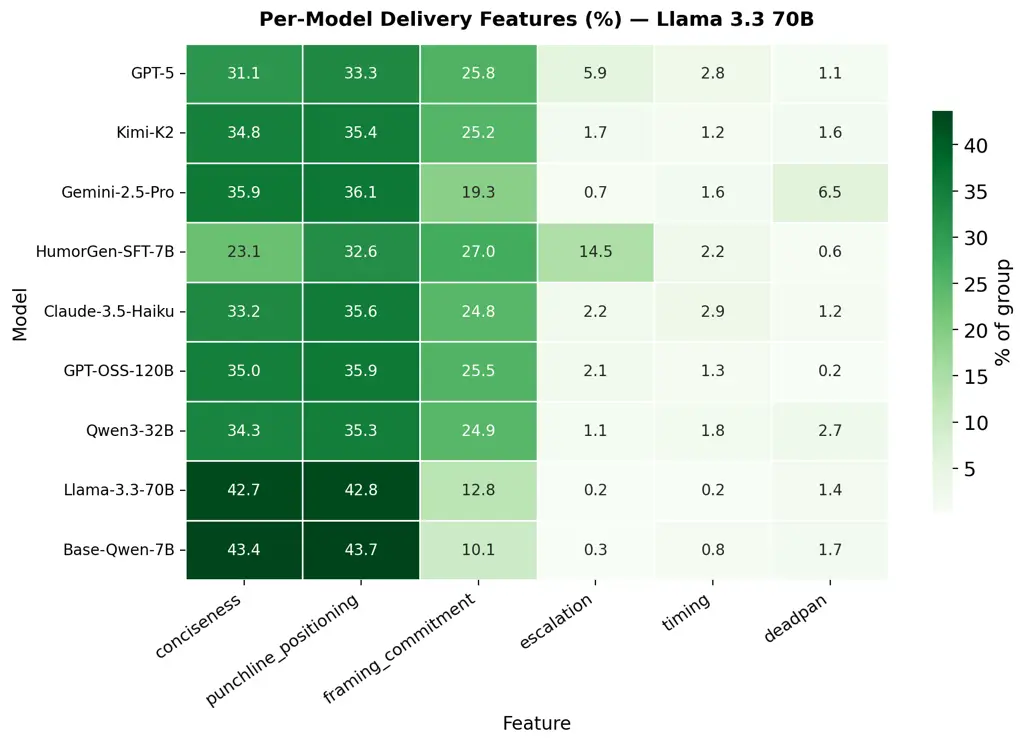 Per-Model Delivery Features (%) — Llama 3.3 70B
GPT-5 31.1 33.3 25.8 5.9 2.8 1.1
Kimi-K2 34.8 35.4 25.2 1.7 1.2 1.6
Gemini-2.5-Pro 35.9 36.1 19.3 0.7 1.6 6.5
HumorGen-SFT-7B 23.1 32.6 27.0 14.5 2.2 0.6
Claude-3.5-Haiku 33.2 35.6 24.8 2.2 2.9 1.2
GPT-OSS-120B 35.0 35.9 25.5 2.1 1.3 0.2
Qwen3-32B 34.3 35.3 24.9 1.1 1.8 2.7
Llama-3.3-70B 42.7 42.8 12.8 0.2 0.2 1.4
Base-Qwen-7B 43.4 43.7 10.1 0.3 0.8 1.7
Model
conciseness punchline_positioning framing_commitment escalation timing deadpan
Feature
40
35
30
25
20
15
10
5
% of group